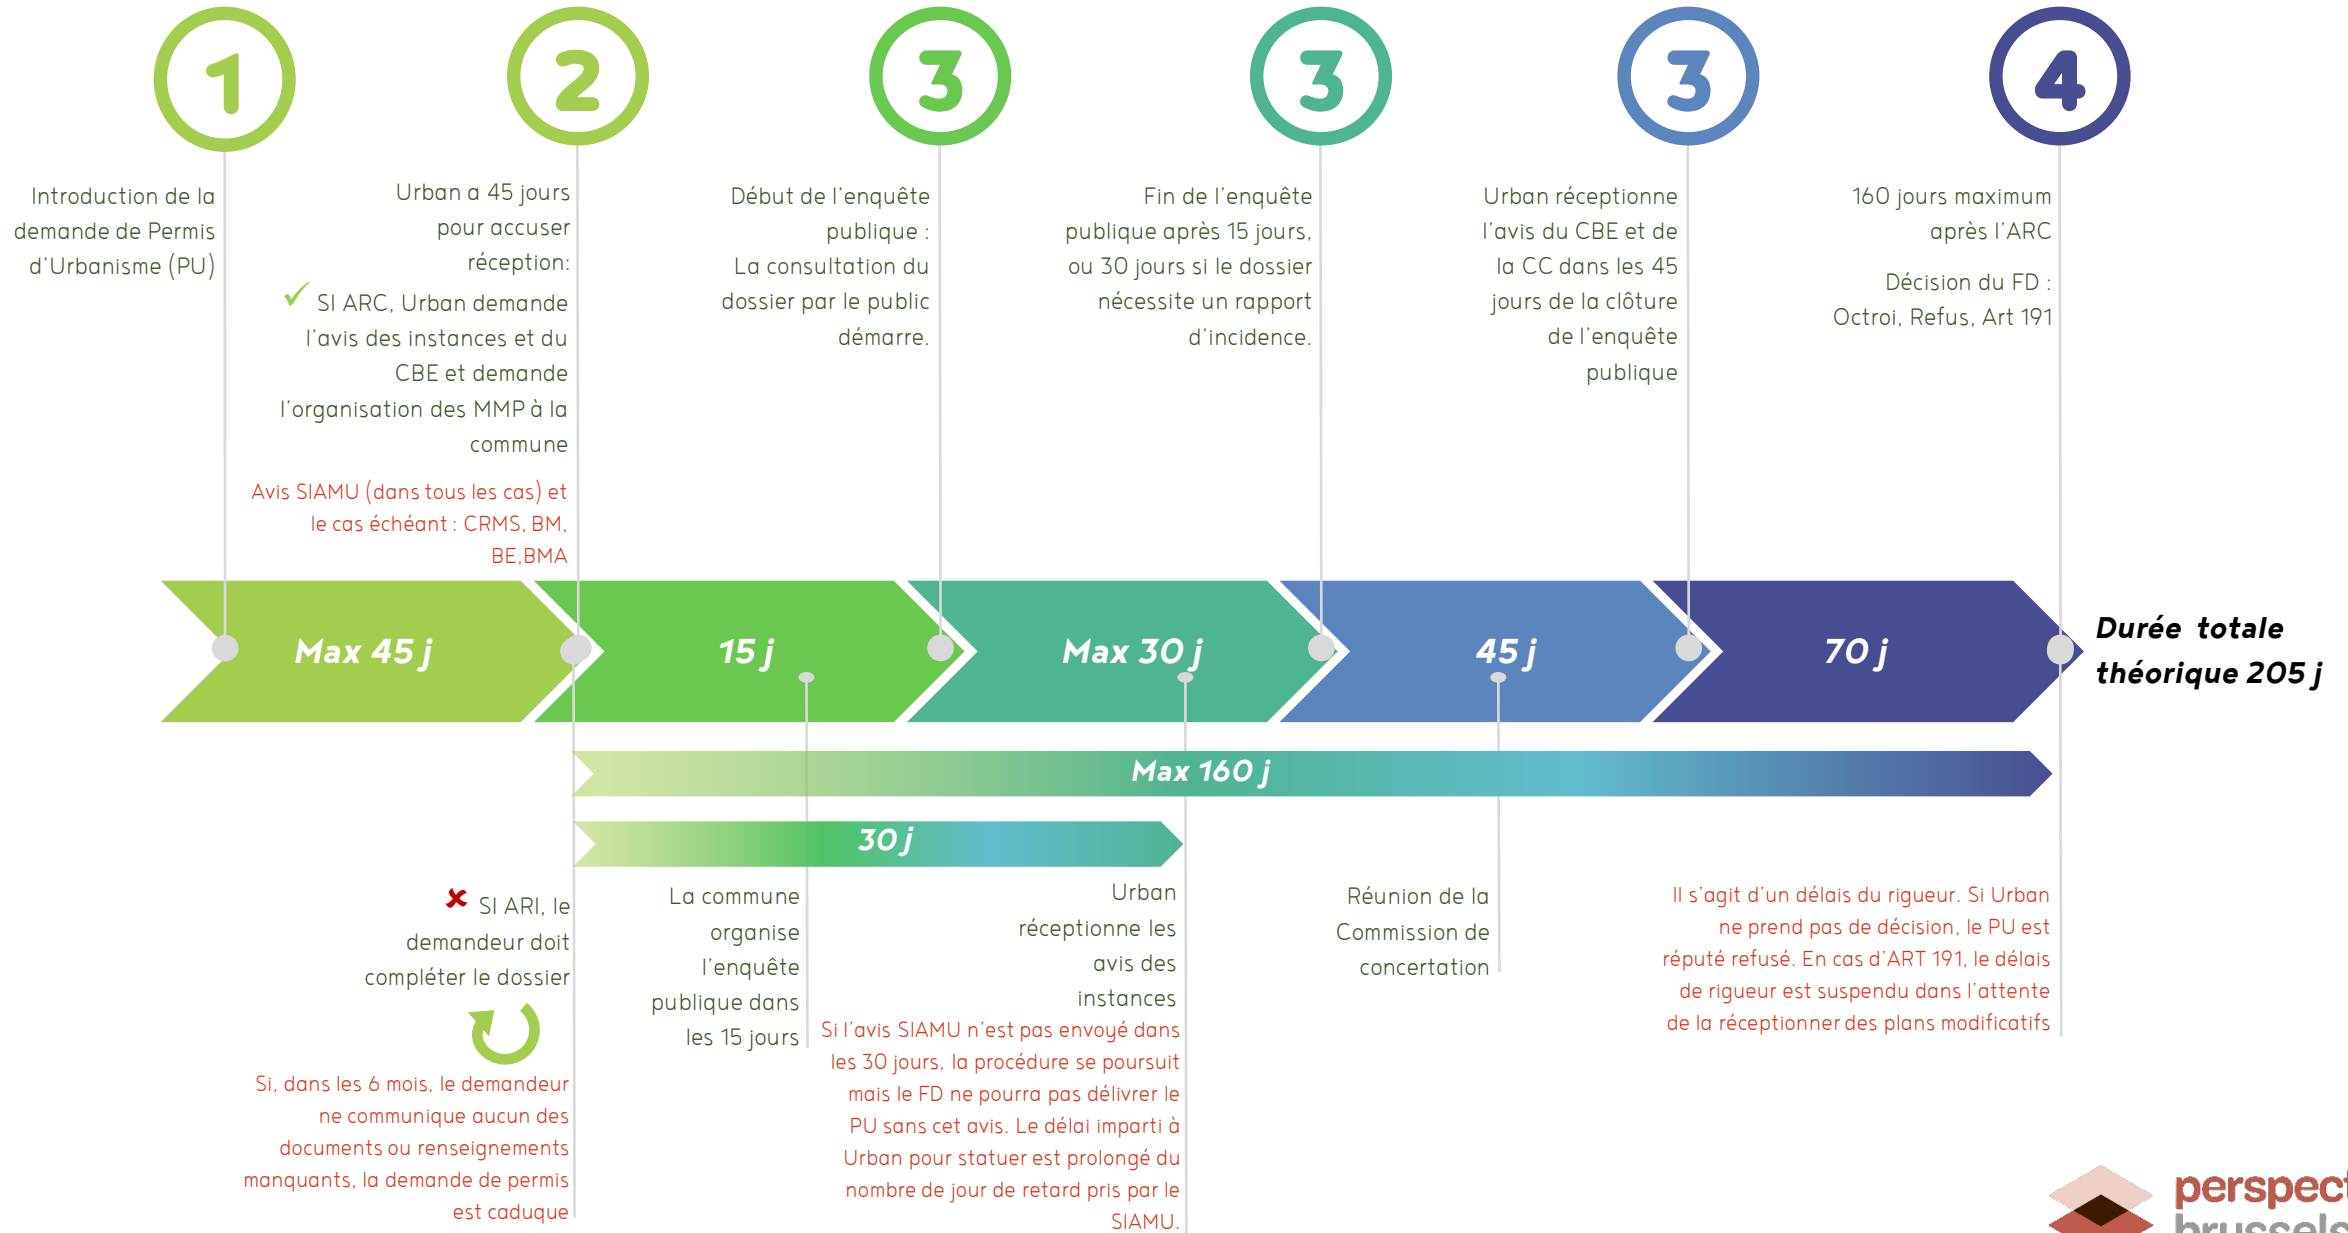 1
2
3
3
3
4
Introduction de la
demande de Permis
d'Urbanisme (PU)
Urban a 45 jours
pour accuser
réception:
✓ SI ARC, Urban demande
l'avis des instances et du
CBE et demande
l'organisation des MMP à la
commune
Avis SIAMU (dans tous les cas) et
le cas échéant : CRMS, BM,
BE,BMA
Début de l'enquête
publique :
La consultation du
dossier par le public
démarre.
Fin de l'enquête
publique après 15 jours,
ou 30 jours si le dossier
nécessite un rapport
d'incidence.
Urban réceptionne
l'avis du CBE et de
la CC dans les 45
jours de la clôture
de l'enquête
publique
160 jours maximum
après l'ARC
Décision du FD :
Octroi, Refus, Art 191
Max 45 j
15 j
Max 30 j
45 j
70 j
Durée totale
théorique 205 j
Max 160 j
30 j
✘ SI ARI, le
demandeur doit
compléter le dossier
Si, dans les 6 mois, le demandeur
ne communique aucun des
documents ou renseignements
manquants, la demande de permis
est caduque
La commune
organise
l'enquête
publique dans
les 15 jours
Urban
réceptionne les
avis des
instances
Si l'avis SIAMU n'est pas envoyé dans
les 30 jours, la procédure se poursuit
mais le FD ne pourra pas délivrer le
PU sans cet avis. Le délai imparti à
Urban pour statuer est prolongé du
nombre de jour de retard pris par le
SIAMU.
Réunion de la
Commission de
concertation
Il s'agit d'un délais du rigueur. Si Urban
ne prend pas de décision, le PU est
réputé refusé. En cas d'ART 191, le délais
de rigueur est suspendu dans l'attente
de la réceptionner des plans modificatifs
perspect
brussels